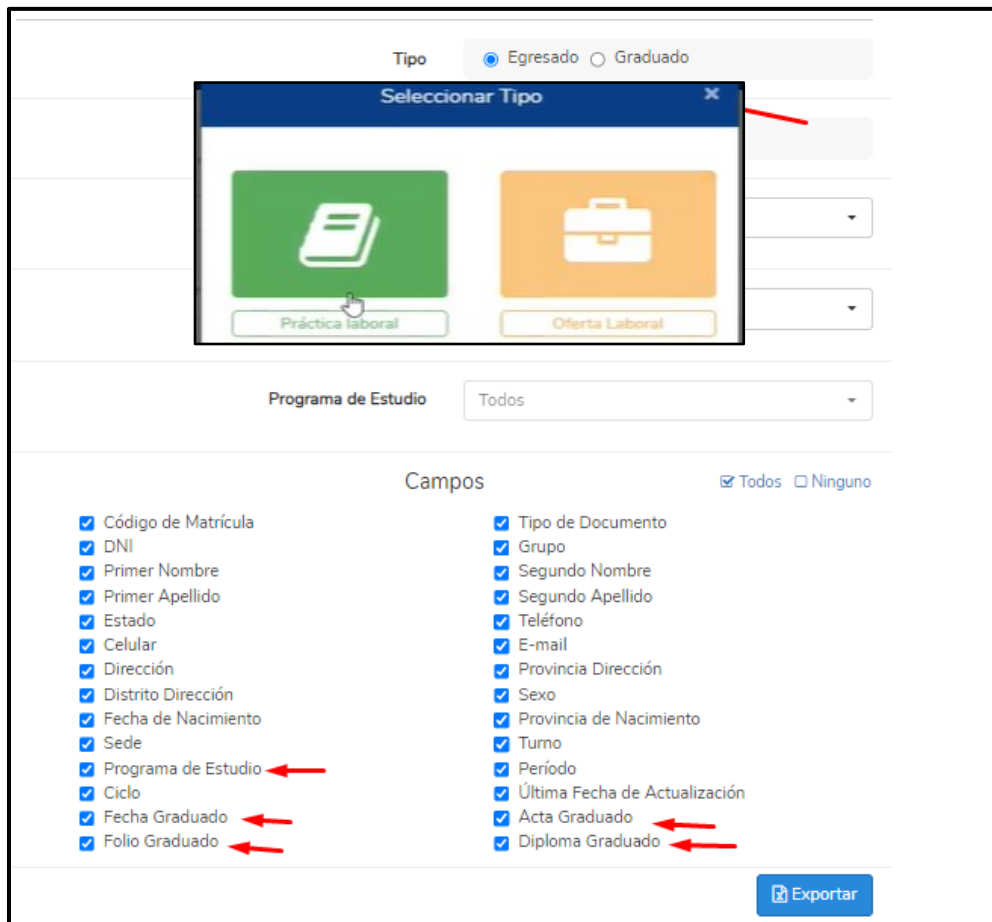 Tipo Egresado Graduado
Seleccionar Tipo ×
Práctica laboral Oferta Laboral
Programa de Estudio Todos
Campos Todos Ninguno
Código de Matrícula Tipo de Documento
DNI Grupo
Primer Nombre Segundo Nombre
Primer Apellido Segundo Apellido
Estado Teléfono
Celular E-mail
Dirección Provincia Dirección
Distrito Dirección Sexo
Fecha de Nacimiento Provincia de Nacimiento
Sede Turno
Programa de Estudio Período
Ciclo Última Fecha de Actualización
Fecha Graduado Acta Graduado
Folio Graduado Diploma Graduado
Exportar